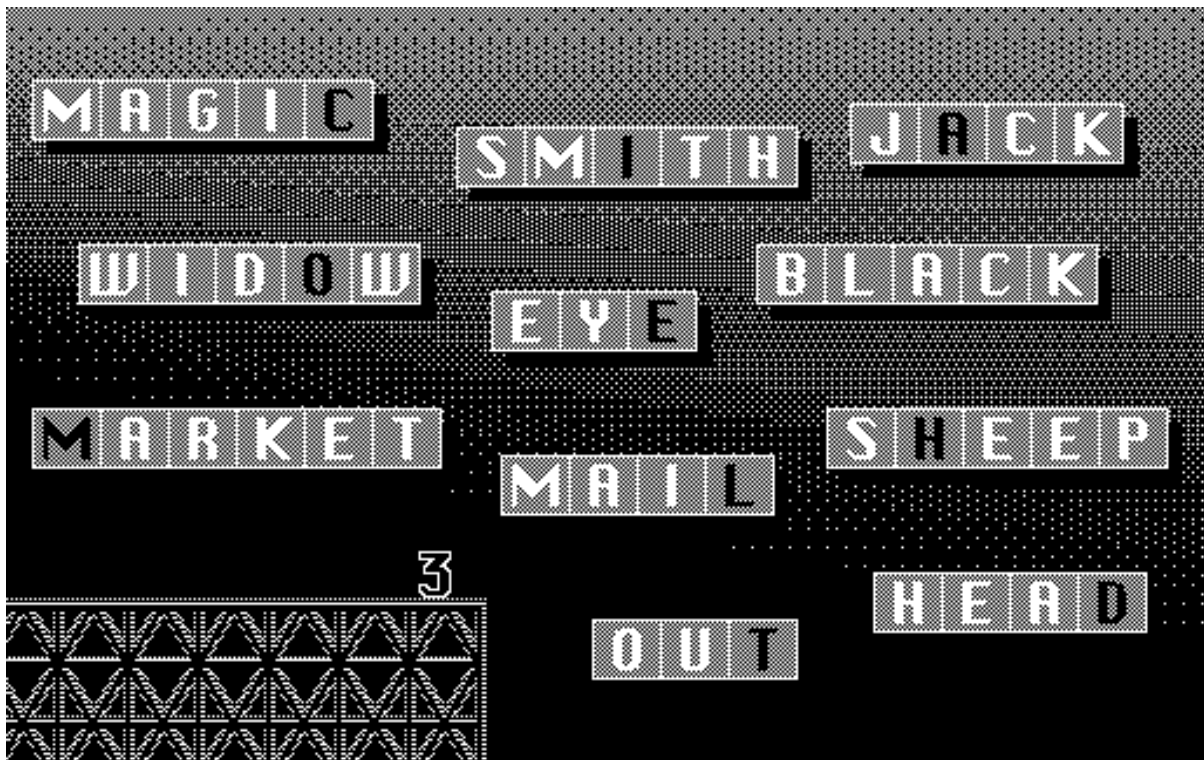 MAGIC
SMITH
JACK
WIDOW
EYE
BLACK
MARKET
MAIL
SHEEP
3
OUT
HEAD